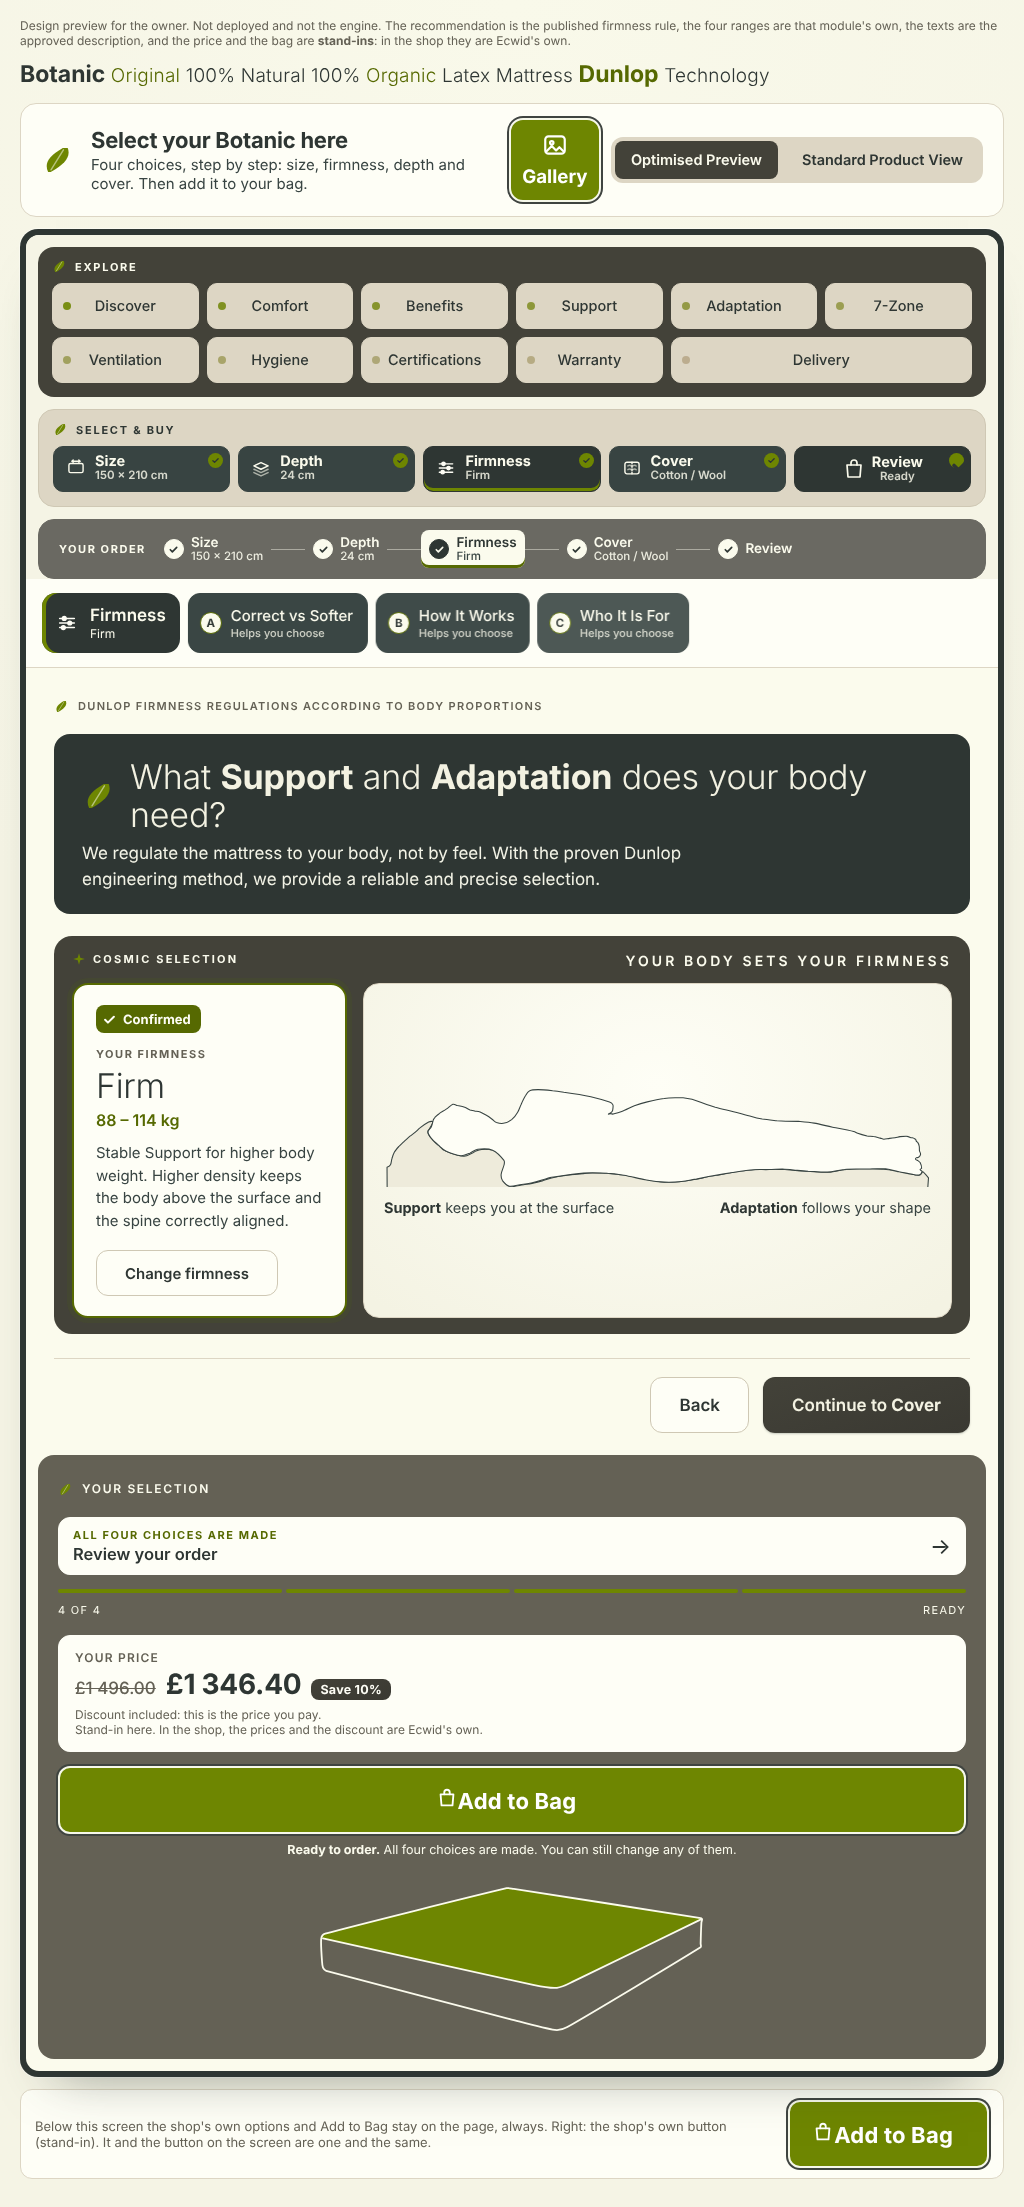 Design preview for the owner. Not deployed and not the engine. The recommendation is the published firmness rule, the four ranges are that module's own, the texts are the
approved description, and the price and the bag are stand-ins: in the shop they are Ecwid's own.
Botanic Original 100% Natural 100% Organic Latex Mattress Dunlop Technology
Select your Botanic here
Four choices, step by step: size, firmness, depth and
cover. Then add it to your bag.
Gallery
Optimised Preview
Standard Product View
EXPLORE
Discover
Comfort
Benefits
Support
Adaptation
7-Zone
Ventilation
Hygiene
Certifications
Warranty
Delivery
SELECT & BUY
Size
150 × 210 cm
Depth
24 cm
Firmness
Firm
Cover
Cotton / Wool
Review
Ready
YOUR ORDER
Size
150 × 210 cm
Depth
24 cm
Firmness
Firm
Cover
Cotton / Wool
Review
Firmness
Firm
A
Correct vs Softer
Helps you choose
B
How It Works
Helps you choose
C
Who It Is For
Helps you choose
DUNLOP FIRMNESS REGULATIONS ACCORDING TO BODY PROPORTIONS
What Support and Adaptation does your body
need?
We regulate the mattress to your body, not by feel. With the proven Dunlop
engineering method, we provide a reliable and precise selection.
COSMIC SELECTION
YOUR BODY SETS YOUR FIRMNESS
Confirmed
YOUR FIRMNESS
Firm
88 – 114 kg
Stable Support for higher body
weight. Higher density keeps
the body above the surface and
the spine correctly aligned.
Change firmness
Support keeps you at the surface
Adaptation follows your shape
Back
Continue to Cover
YOUR SELECTION
ALL FOUR CHOICES ARE MADE
Review your order
4 OF 4
READY
YOUR PRICE
£1 496.00 £1 346.40 Save 10%
Discount included: this is the price you pay.
Stand-in here. In the shop, the prices and the discount are Ecwid's own.
Add to Bag
Ready to order. All four choices are made. You can still change any of them.
Below this screen the shop's own options and Add to Bag stay on the page, always. Right: the shop's own button
(stand-in). It and the button on the screen are one and the same.
Add to Bag